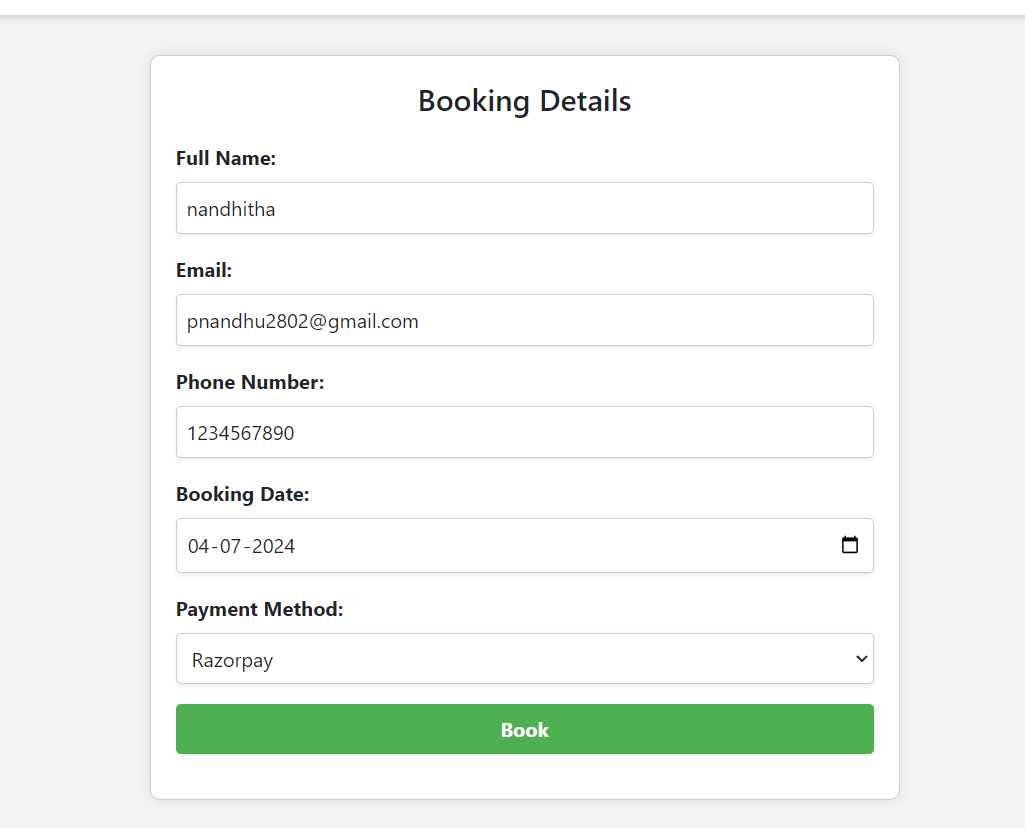 Booking Details
Full Name:
nandhitha
Email:
pnandhu2802@gmail.com
Phone Number:
1234567890
Booking Date:
04-07-2024
Payment Method:
Razorpay
Book